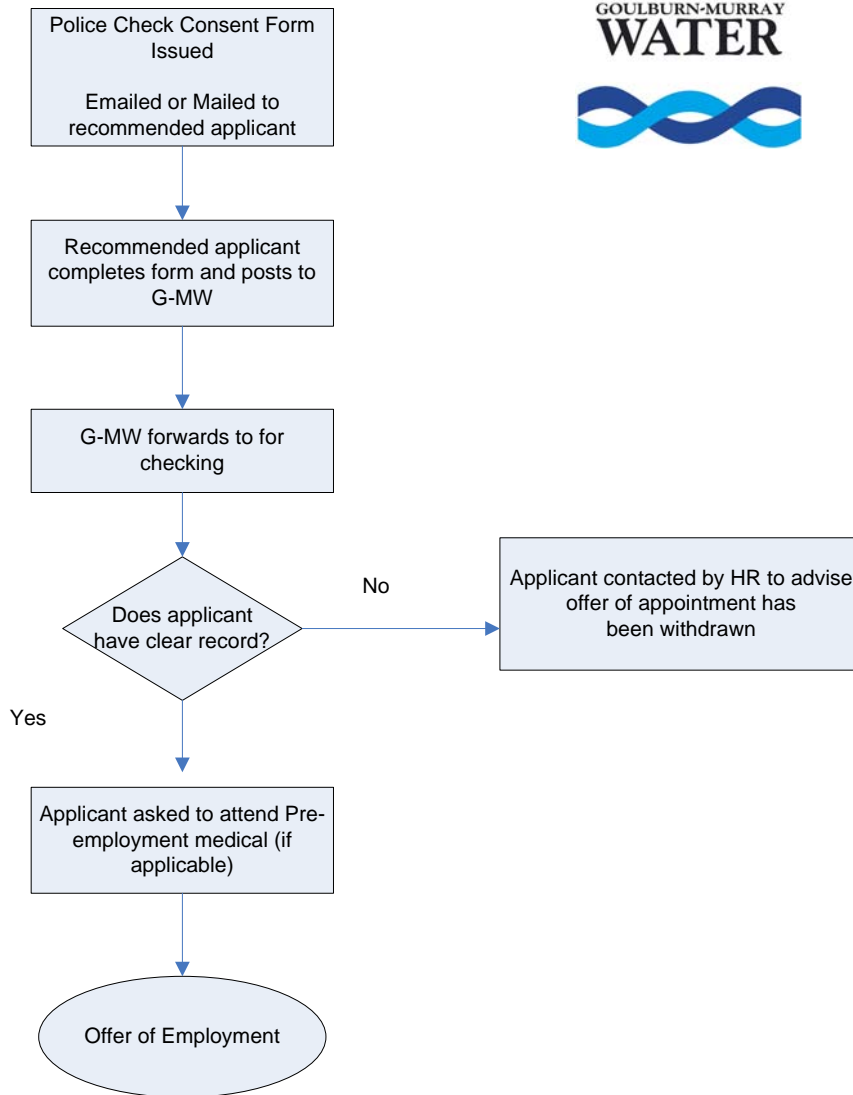 GOULBURN-MURRAY
WATER
Police Check Consent Form
Issued
Emailed or Mailed to
recommended applicant
Recommended applicant
completes form and posts to
G-MW
G-MW forwards to for
checking
Does applicant
have clear record?
No
Applicant contacted by HR to advise
offer of appointment has
been withdrawn
Yes
Applicant asked to attend Pre-
employment medical (if
applicable)
Offer of Employment